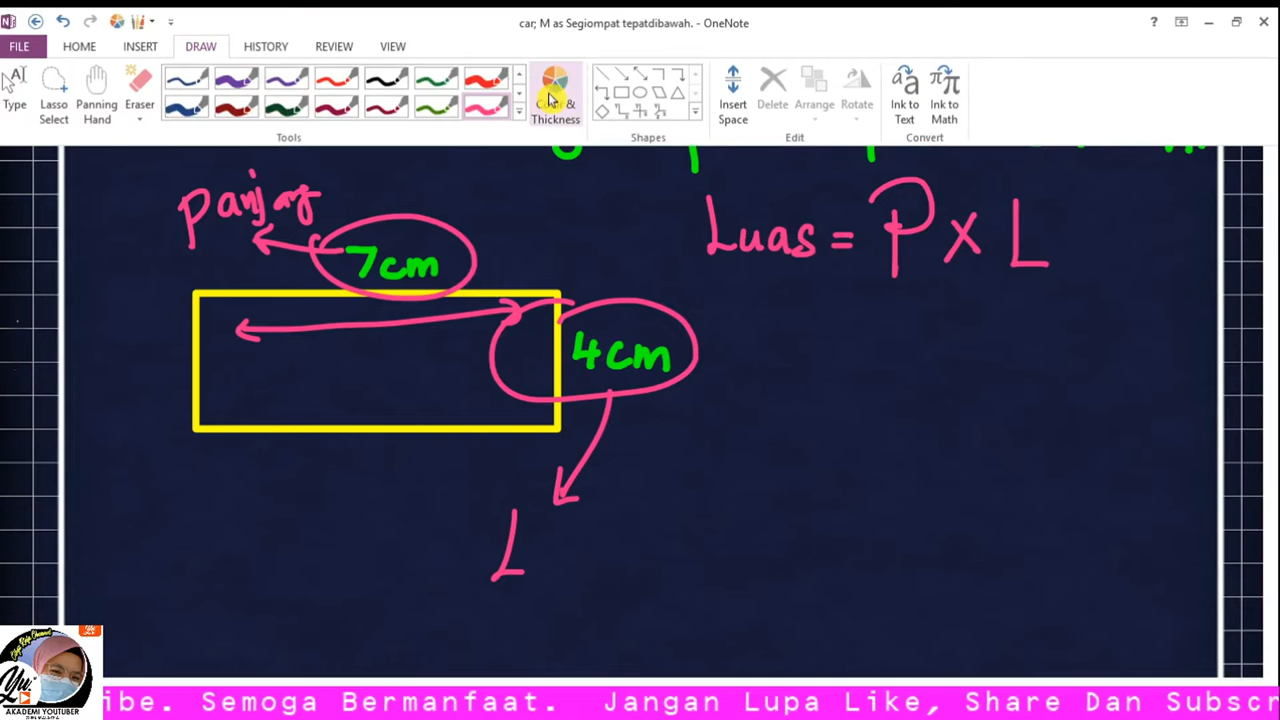 car; M as Segiompat tepatdibawah. - OneNote
FILE HOME INSERT DRAW HISTORY REVIEW VIEW
Type Lasso Select Panning Hand Eraser Color & Thickness Insert Space Delete Arrange Rotate Ink to Text Ink to Math
Tools Shapes Edit Convert
Panjang
Luas = P x L
7cm
4cm
L
AKADEMI YOUTUBER
ibe. Semoga Bermanfaat. Jangan Lupa Like, Share Dan Subscr